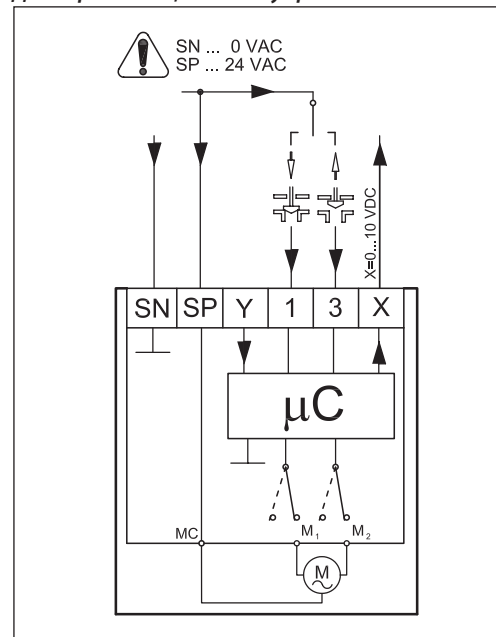 SN ... 0 VAC
SP ... 24 VAC
X=0...10 VDC
SN SP Y 1 3 X
µC
MC M₁ M₂
M